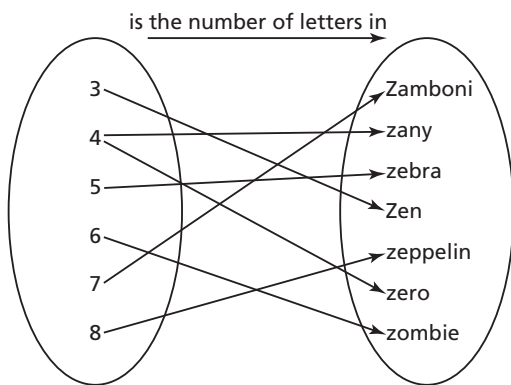 is the number of letters in
3
4
5
6
7
8
Zamboni
zany
zebra
Zen
zeppelin
zero
zombie